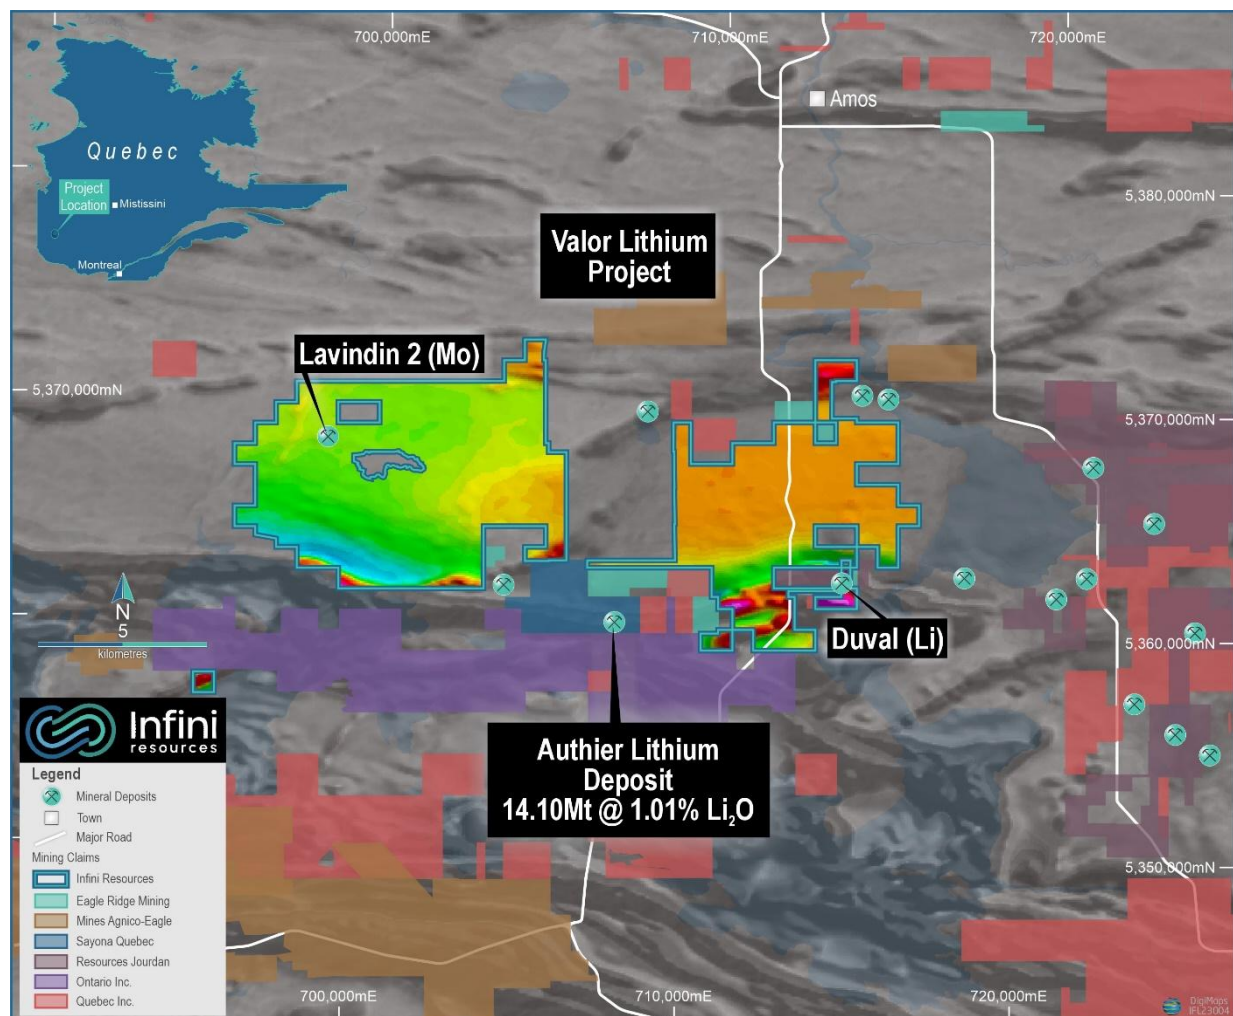 700,000mE
710,000mE
720,000mE
Amos
Quebec
Project
Location
Mistissini
Montreal
5,380,000mN
Valor Lithium
Project
Lavindin 2 (Mo)
5,370,000mN
5,370,000mN
N
5
kilometres
Duval (Li)
5,360,000mN
Authier Lithium
Deposit
14.10Mt @ 1.01% Li₂O
Infini
resources
Legend
Mineral Deposits
Town
Major Road
Mining Claims
Infini Resources
Eagle Ridge Mining
Mines Agnico-Eagle
Sayona Quebec
Resources Jourdan
Ontario Inc.
Quebec Inc.
5,350,000mN
700,000mE
710,000mE
720,000mE
DigiMaps
IFL23004